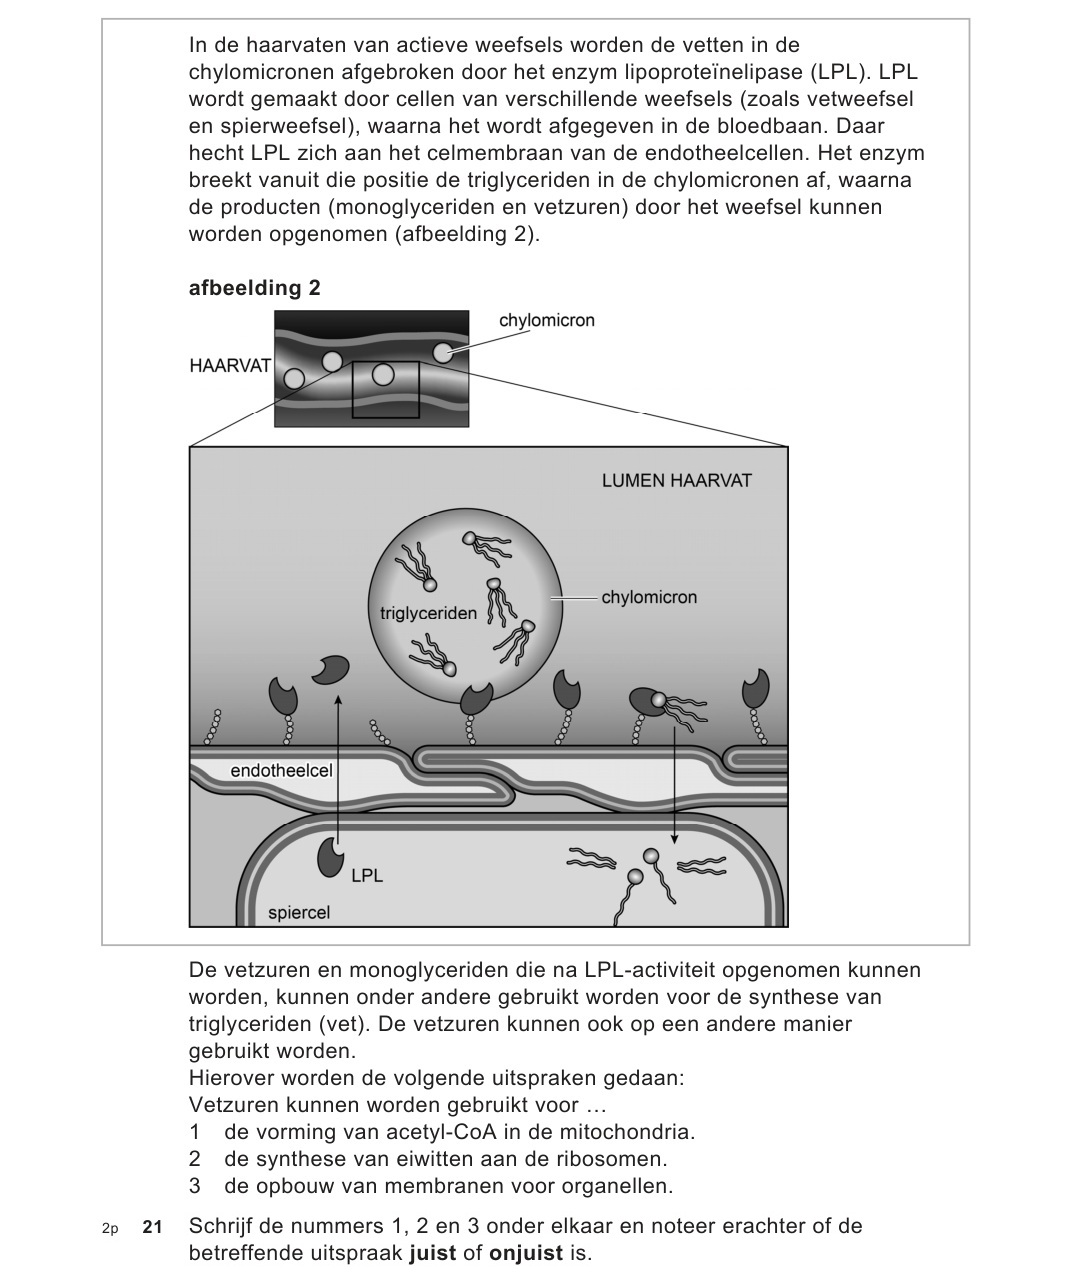 In de haarvaten van actieve weefsels worden de vetten in de
chylomicronen afgebroken door het enzym lipoproteïnelipase (LPL). LPL
wordt gemaakt door cellen van verschillende weefsels (zoals vetweefsel
en spierweefsel), waarna het wordt afgegeven in de bloedbaan. Daar
hecht LPL zich aan het celmembraan van de endotheelcellen. Het enzym
breekt vanuit die positie de triglyceriden in de chylomicronen af, waarna
de producten (monoglyceriden en vetzuren) door het weefsel kunnen
worden opgenomen (afbeelding 2).
afbeelding 2
chylomicron
HAARVAT
LUMEN HAARVAT
chylomicron
triglyceriden
endotheelcel
LPL
spiercel
De vetzuren en monoglyceriden die na LPL-activiteit opgenomen kunnen
worden, kunnen onder andere gebruikt worden voor de synthese van
triglyceriden (vet). De vetzuren kunnen ook op een andere manier
gebruikt worden.
Hierover worden de volgende uitspraken gedaan:
Vetzuren kunnen worden gebruikt voor …
1 de vorming van acetyl-CoA in de mitochondria.
2 de synthese van eiwitten aan de ribosomen.
3 de opbouw van membranen voor organellen.
2p 21 Schrijf de nummers 1, 2 en 3 onder elkaar en noteer erachter of de
betreffende uitspraak juist of onjuist is.